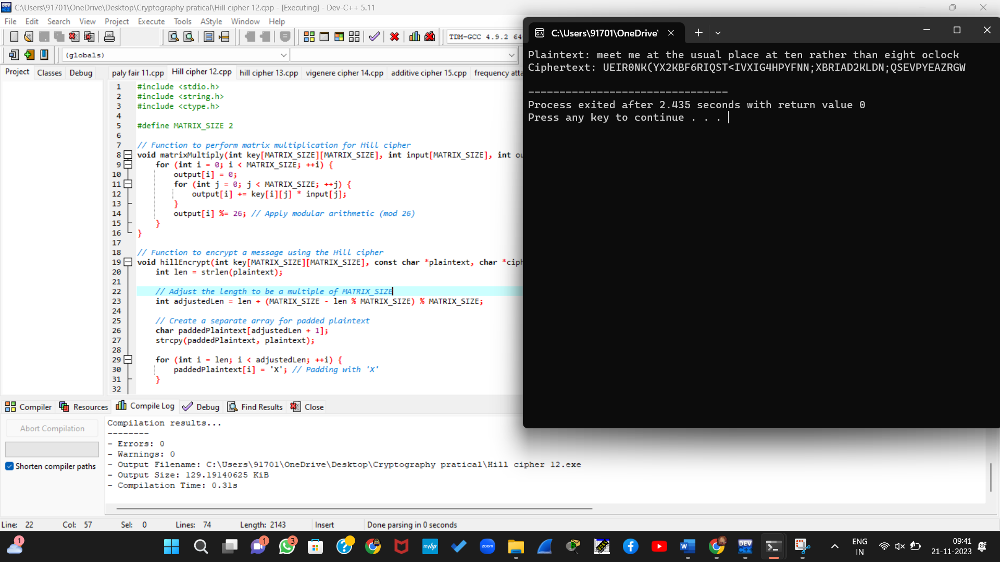 C:\Users\91701\OneDrive\Desktop\Cryptography pratical\Hill cipher 12.cpp - [Executing] - Dev-C++ 5.11
File Edit Search View Project Execute Tools AStyle Window Help
TDM-GCC 4.9.2 64
(globals)
Project Classes Debug
paly fair 11.cpp Hill cipher 12.cpp hill cipher 13.cpp vigenere cipher 14.cpp additive cipher 15.cpp frequency atta
1 #include <stdio.h>
2 #include <string.h>
3 #include <ctype.h>
4
5 #define MATRIX_SIZE 2
6
7 // Function to perform matrix multiplication for Hill cipher
8 void matrixMultiply(int key[MATRIX_SIZE][MATRIX_SIZE], int input[MATRIX_SIZE], int ou
9 for (int i = 0; i < MATRIX_SIZE; ++i) {
10 output[i] = 0;
11 for (int j = 0; j < MATRIX_SIZE; ++j) {
12 output[i] += key[i][j] * input[j];
13 }
14 output[i] %= 26; // Apply modular arithmetic (mod 26)
15 }
16 }
17
18 // Function to encrypt a message using the Hill cipher
19 void hillEncrypt(int key[MATRIX_SIZE][MATRIX_SIZE], const char *plaintext, char *ciph
20 int len = strlen(plaintext);
21
22 // Adjust the length to be a multiple of MATRIX_SIZE
23 int adjustedLen = len + (MATRIX_SIZE - len % MATRIX_SIZE) % MATRIX_SIZE;
24
25 // Create a separate array for padded plaintext
26 char paddedPlaintext[adjustedLen + 1];
27 strcpy(paddedPlaintext, plaintext);
28
29 for (int i = len; i < adjustedLen; ++i) {
30 paddedPlaintext[i] = 'X'; // Padding with 'X'
31 }
32
C:\Users\91701\OneDrive\
Plaintext: meet me at the usual place at ten rather than eight oclock
Ciphertext: UEIR0NK(YX2KBF6RIQST<IVXIG4HPYFNN;XBRIAD2KLDN;QSEVPYEAZRGW
--------------------------------
Process exited after 2.435 seconds with return value 0
Press any key to continue . . .
Compiler Resources Compile Log Debug Find Results Close
Abort Compilation
Shorten compiler paths
Compilation results...
--------
- Errors: 0
- Warnings: 0
- Output Filename: C:\Users\91701\OneDrive\Desktop\Cryptography pratical\Hill cipher 12.exe
- Output Size: 129.19140625 KiB
- Compilation Time: 0.31s
Line: 22 Col: 57 Sel: 0 Lines: 74 Length: 2143 Insert Done parsing in 0 seconds
1
1
3
myhp
zoom
W
DEV
ENG
IN
09:41
21-11-2023